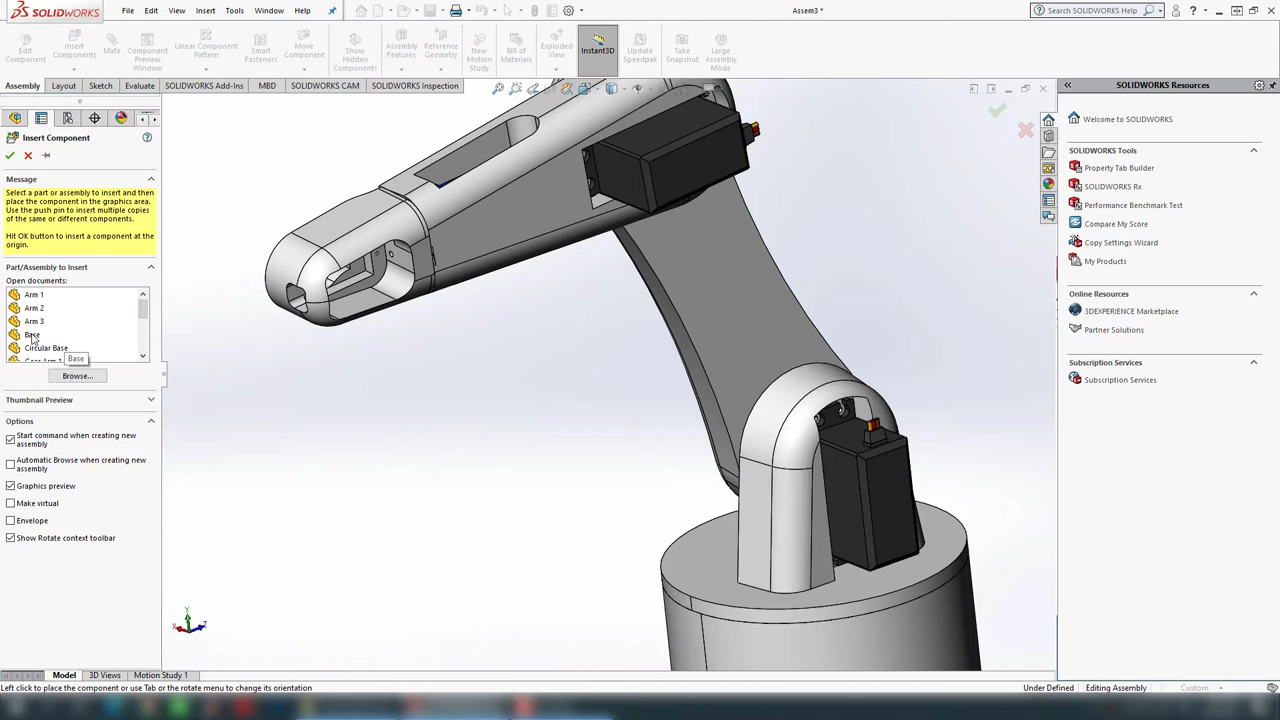 SOLIDWORKS File Edit View Insert Tools Window Help Assem3 * Search SOLIDWORKS Help
Edit Component Insert Components Mate Component Preview Window Linear Component Pattern Smart Fasteners Move Component Show Hidden Components Assembly Features Reference Geometry New Motion Study Bill of Materials Exploded View Instant3D Update Speedpak Take Snapshot Large Assembly Mode
Assembly Layout Sketch Evaluate SOLIDWORKS Add-Ins MBD SOLIDWORKS CAM SOLIDWORKS Inspection
Insert Component
Message
Select a part or assembly to insert and then
place the component in the graphics area.
Use the push pin to insert multiple copies
of the same or different components.
Hit OK button to insert a component at the
origin.
Part/Assembly to Insert
Open documents:
Arm 1
Arm 2
Arm 3
Base
Circular Base
Gear Arm 1
Base
Browse...
Thumbnail Preview
Options
Start command when creating new
assembly
Automatic Browse when creating new
assembly
Graphics preview
Make virtual
Envelope
Show Rotate context toolbar
Y
X
Z
SOLIDWORKS Resources
Welcome to SOLIDWORKS
SOLIDWORKS Tools
Property Tab Builder
SOLIDWORKS Rx
Performance Benchmark Test
Compare My Score
Copy Settings Wizard
My Products
Online Resources
3DEXPERIENCE Marketplace
Partner Solutions
Subscription Services
Subscription Services
Model 3D Views Motion Study 1
Left click to place the component or use Tab or the rotate menu to change its orientation Under Defined Editing Assembly Custom